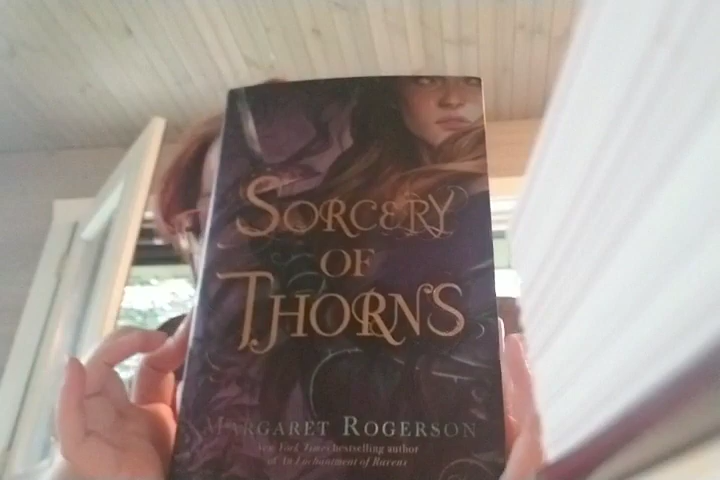 SORCERY
OF
THORNS
MARGARET ROGERSON
New York Times bestselling author
of An Enchantment of Ravens